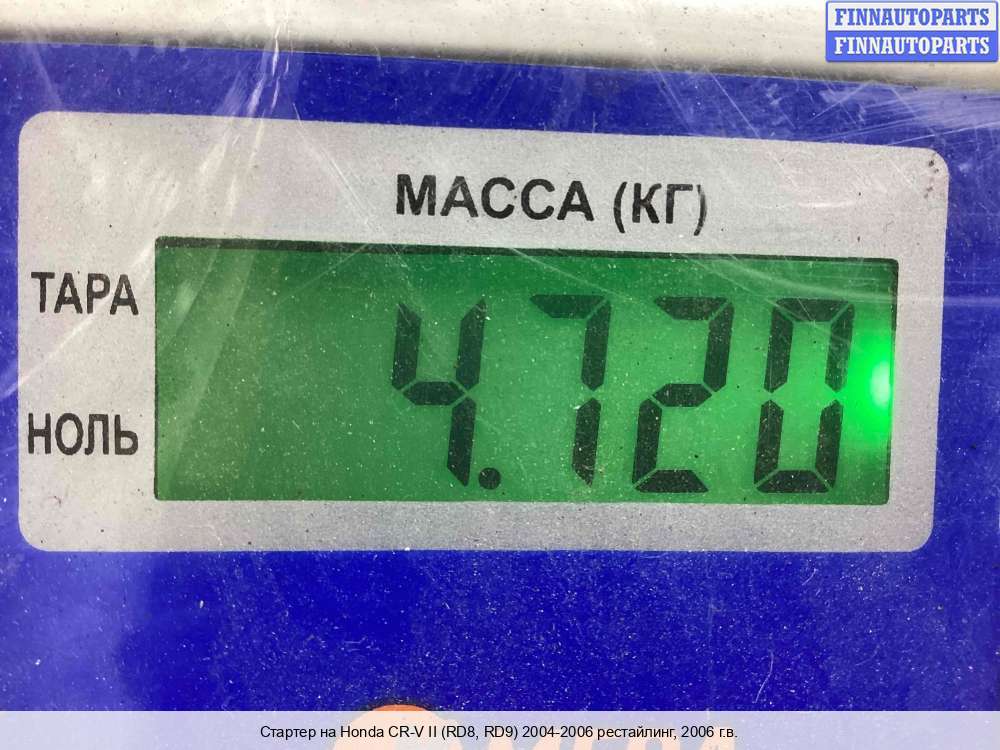 FINNAUTOPARTS
FINNAUTOPARTS
МАССА (КГ)
ТАРА
4.720
НОЛЬ
Стартер на Honda CR-V II (RD8, RD9) 2004-2006 рестайлинг, 2006 г.в.